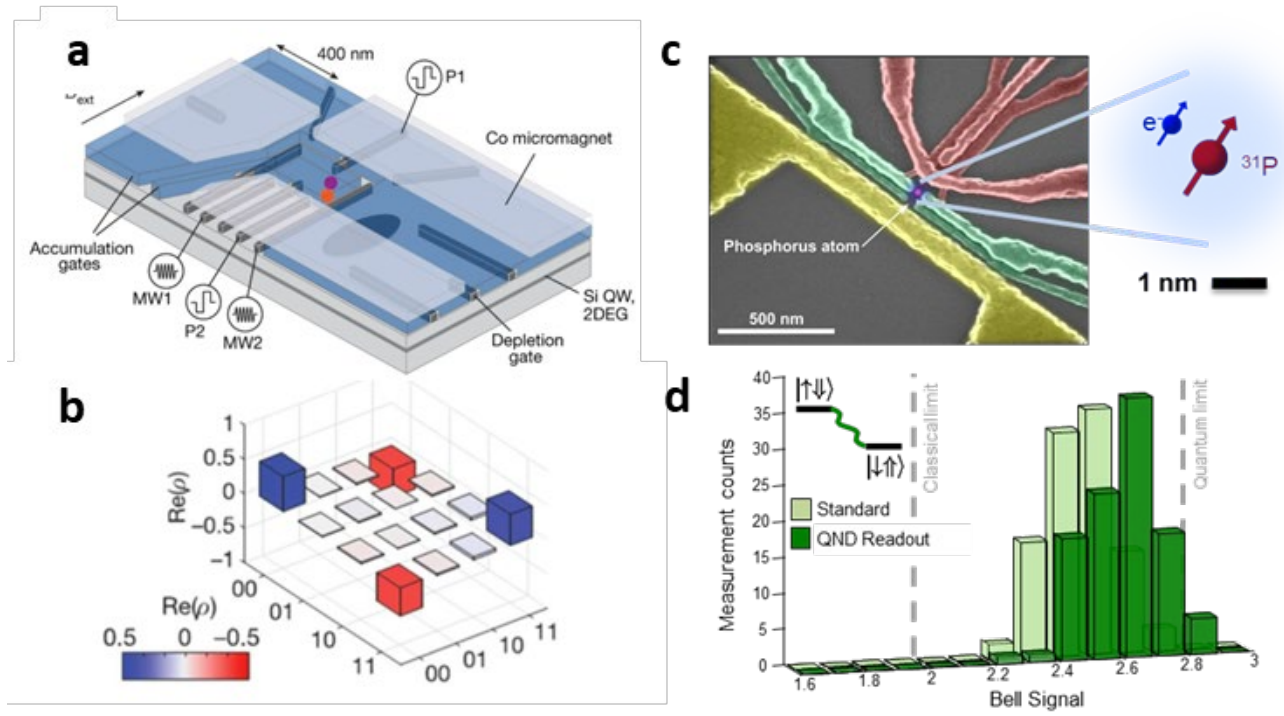 a
400 nm
P1
ext
Co micromagnet
Accumulation
gates
MW1
P2
MW2
Si QW,
2DEG
Depletion
gate
b
1
0.5
0
−0.5
−1
Re(ρ)
00
01
10
11
00
01
10
11
Re(ρ)
0.5 0 −0.5
c
Phosphorus atom
500 nm
e-
31P
1 nm
d
40
35
30
25
20
15
10
5
0
Measurement counts
|↑⇓⟩
|↓⇑⟩
Classical limit
Quantum limit
Standard
QND Readout
1.6 1.8 2 2.2 2.4 2.6 2.8 3
Bell Signal